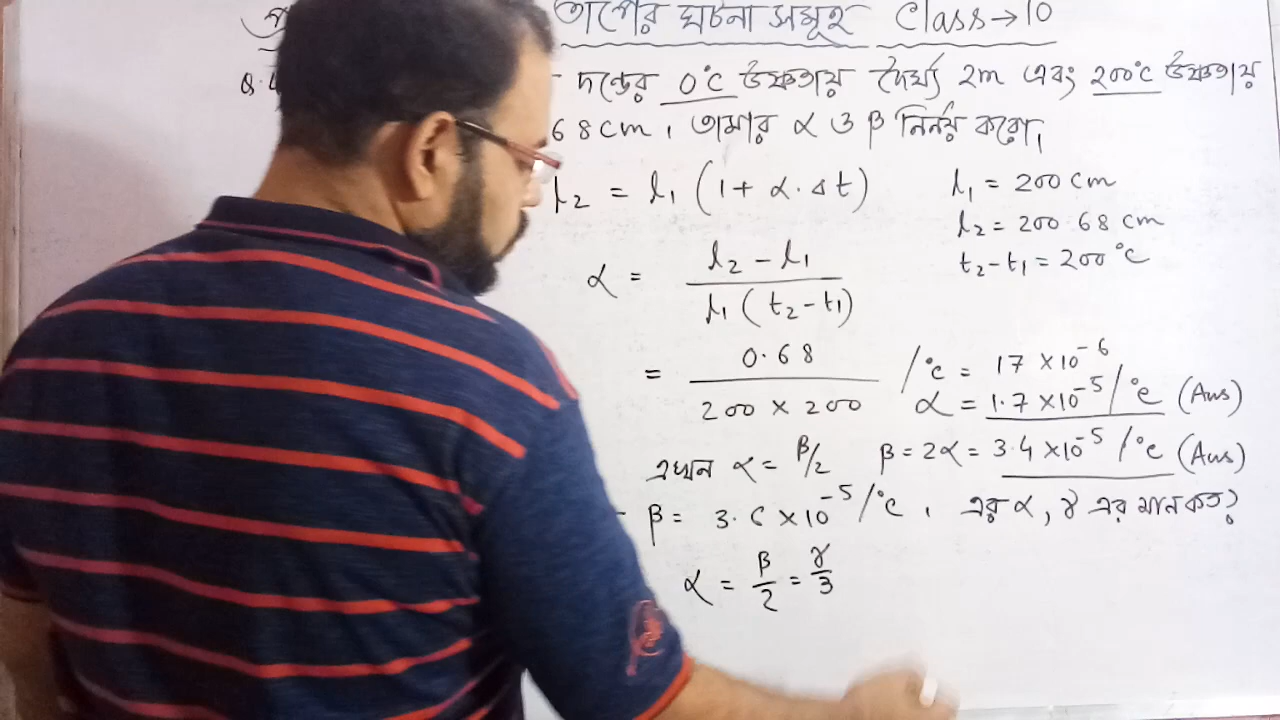 তাপের ঘটনা সমূহ Class → 10
দন্ডের 0°C উষ্ণতায় দৈর্ঘ্য 2m এবং 200°C উষ্ণতায়
68 cm। তামার α ও β নির্নয় করো।
l₂ = l₁ (1 + α.Δt)
l₁ = 200 cm
l₂ = 200.68 cm
t₂ - t₁ = 200°C
α = (l₂ - l₁) / (l₁ (t₂ - t₁))
= 0.68 / (200 × 200) /°C = 17 × 10⁻⁶
α = 1.7 × 10⁻⁵ /°C (Ans)
এখন α = β/2 β = 2α = 3.4 × 10⁻⁵ /°C (Ans)
β = 3.6 × 10⁻⁵ /°C, এর α, γ এর মান কত?
α = β/2 = γ/3